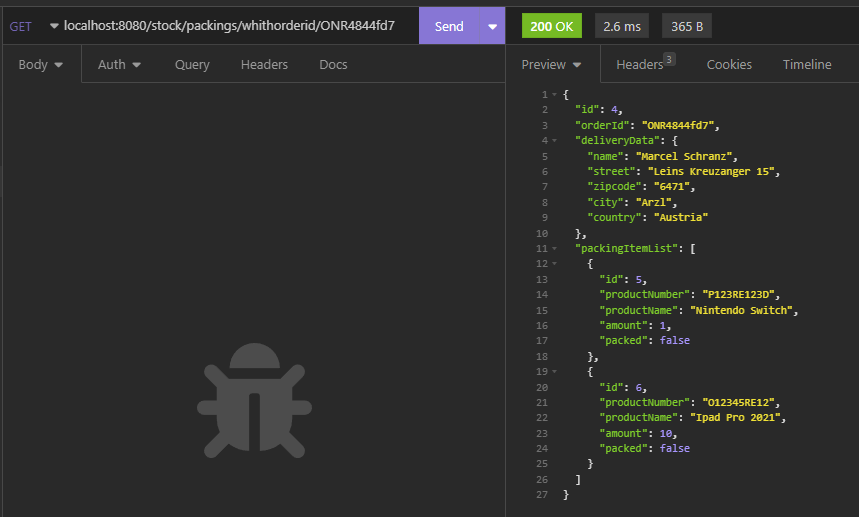 GET localhost:8080/stock/packings/whithorderid/ONR4844fd7 Send 200 OK 2.6 ms 365 B
Body Auth Query Headers Docs Preview Headers 3 Cookies Timeline
1 {
2 "id": 4,
3 "orderId": "ONR4844fd7",
4 "deliveryData": {
5 "name": "Marcel Schranz",
6 "street": "Leins Kreuzanger 15",
7 "zipcode": "6471",
8 "city": "Arzl",
9 "country": "Austria"
10 },
11 "packingItemList": [
12 {
13 "id": 5,
14 "productNumber": "P123RE123D",
15 "productName": "Nintendo Switch",
16 "amount": 1,
17 "packed": false
18 },
19 {
20 "id": 6,
21 "productNumber": "O12345RE12",
22 "productName": "Ipad Pro 2021",
23 "amount": 10,
24 "packed": false
25 }
26 ]
27 }